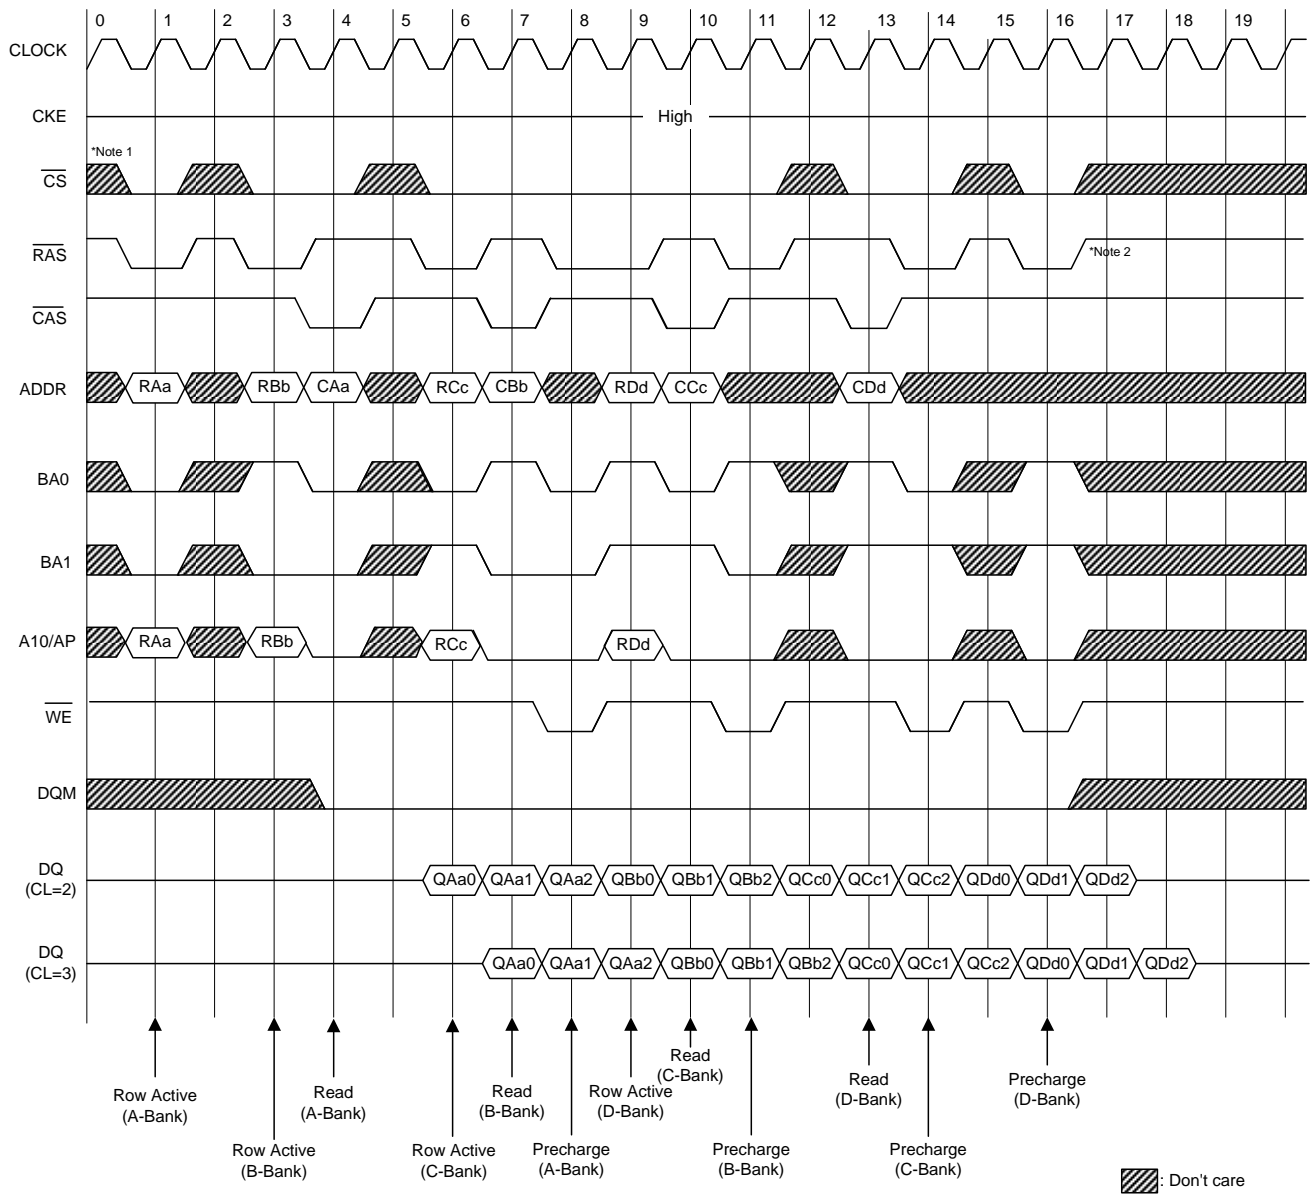 0 1 2 3 4 5 6 7 8 9 10 11 12 13 14 15 16 17 18 19
CLOCK
CKE High
*Note 1
CS
RAS *Note 2
CAS
ADDR RAa RBb CAa RCc CBb RDd CCc CDd
BA0
BA1
A10/AP RAa RBb RCc RDd
WE
DQM
DQ
(CL=2) QAa0 QAa1 QAa2 QBb0 QBb1 QBb2 QCc0 QCc1 QCc2 QDd0 QDd1 QDd2
DQ
(CL=3) QAa0 QAa1 QAa2 QBb0 QBb1 QBb2 QCc0 QCc1 QCc2 QDd0 QDd1 QDd2
Row Active
(A-Bank)
Row Active
(B-Bank)
Read
(A-Bank)
Row Active
(C-Bank)
Read
(B-Bank)
Precharge
(A-Bank)
Row Active
(D-Bank)
Read
(C-Bank)
Precharge
(B-Bank)
Read
(D-Bank)
Precharge
(C-Bank)
Precharge
(D-Bank)
: Don't care